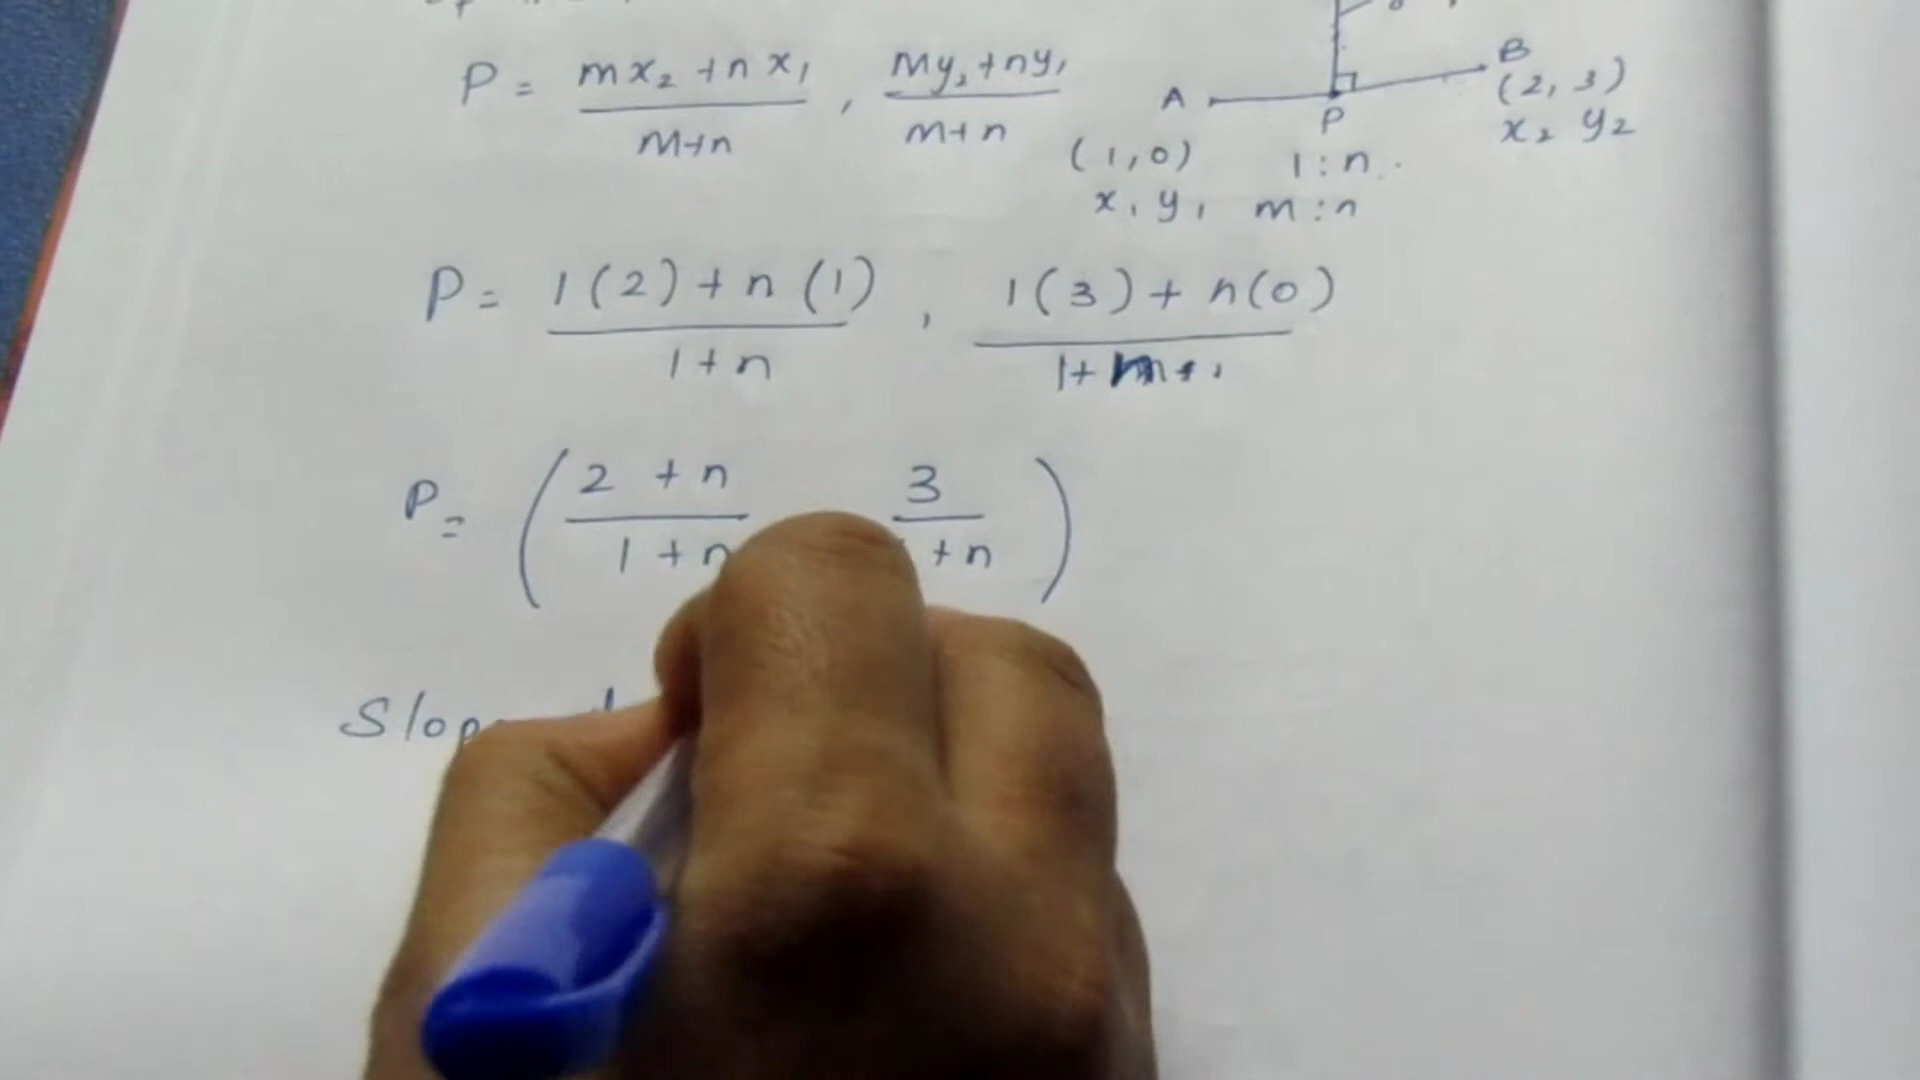 P = mx₂ + nx₁ / m+n , my₂ + ny₁ / m+n
A
P
B
(2, 3)
x₂ y₂
(1,0)
1 : n
x₁ y₁
m : n
P = 1(2) + n(1) / 1+n , 1(3) + n(0) / 1+
P = ( 2 + n / 1 + n 3 / + n )